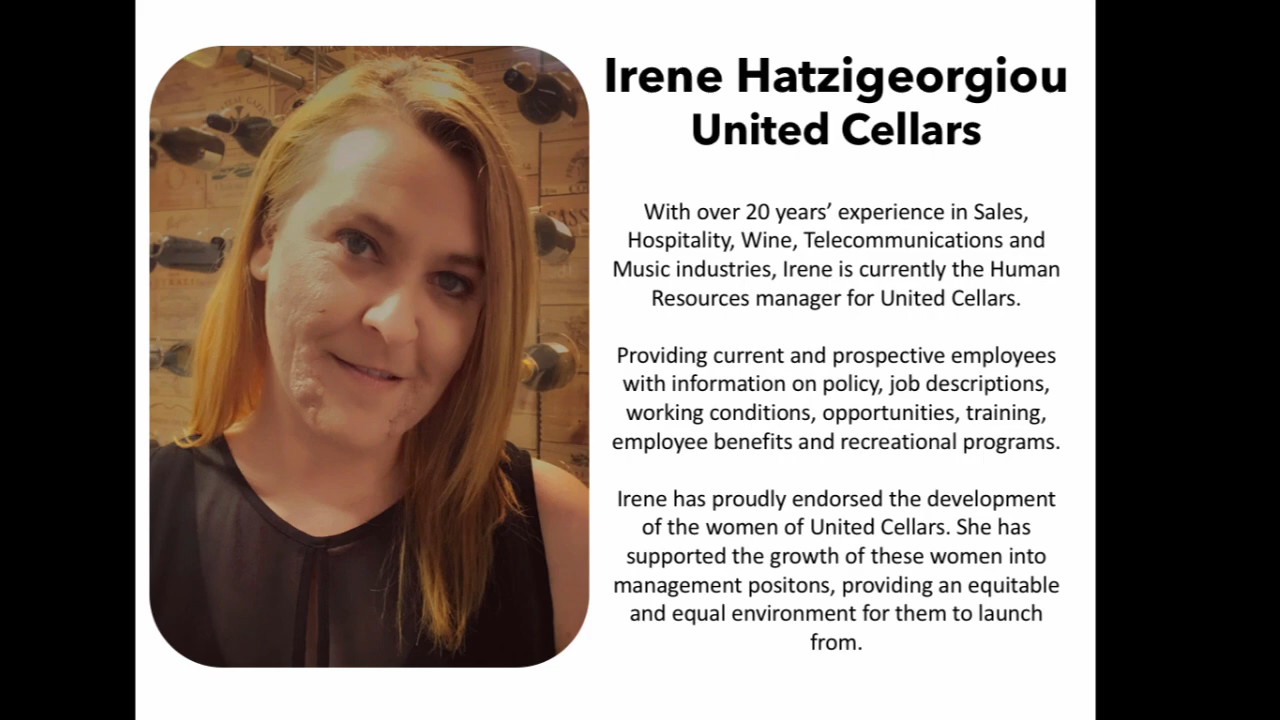 Irene Hatzigeorgiou
United Cellars
With over 20 years’ experience in Sales,
Hospitality, Wine, Telecommunications and
Music industries, Irene is currently the Human
Resources manager for United Cellars.
Providing current and prospective employees
with information on policy, job descriptions,
working conditions, opportunities, training,
employee benefits and recreational programs.
Irene has proudly endorsed the development
of the women of United Cellars. She has
supported the growth of these women into
management positons, providing an equitable
and equal environment for them to launch
from.